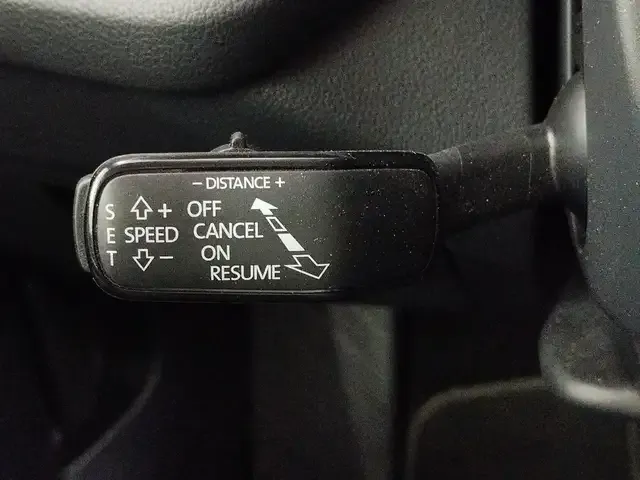 - DISTANCE +
S + OFF
E SPEED CANCEL
T - ON
RESUME